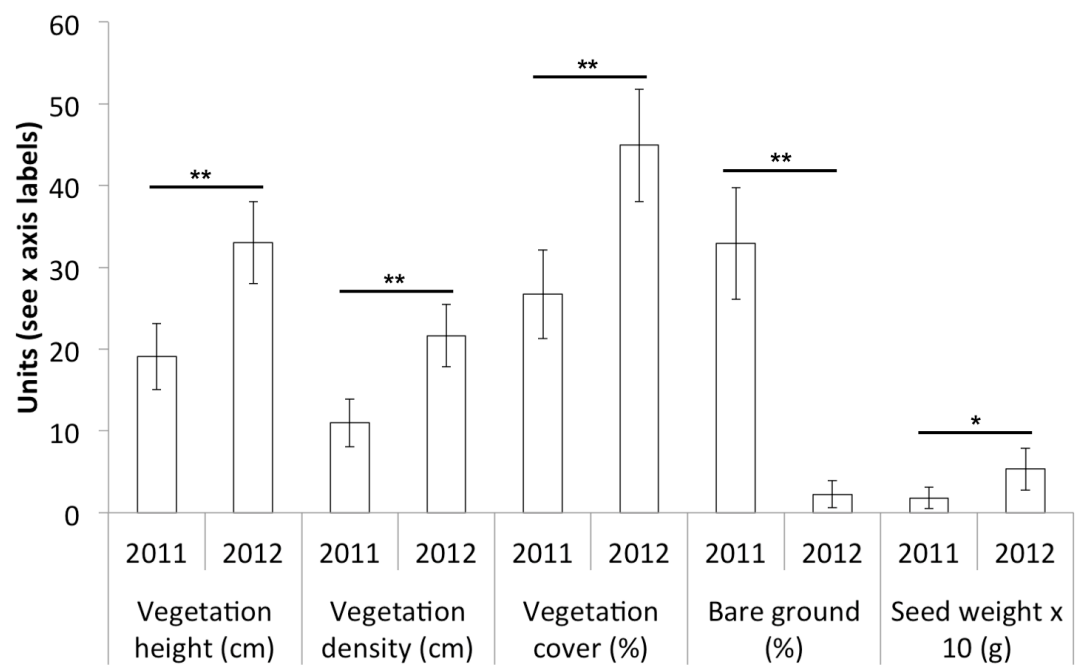 Units (see x axis labels)
60
50
40
30
20
10
0
**
**
**
**
*
2011 2012 2011 2012 2011 2012 2011 2012 2011 2012
Vegetation height (cm)
Vegetation density (cm)
Vegetation cover (%)
Bare ground (%)
Seed weight x 10 (g)